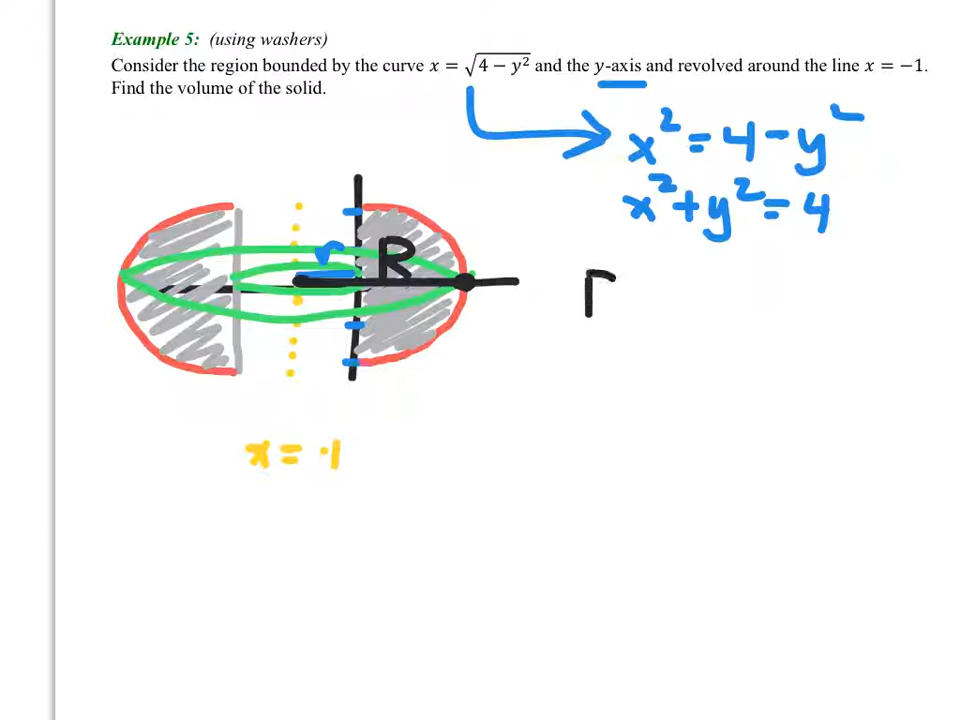 Example 5: (using washers)
Consider the region bounded by the curve x = √4 − y² and the y-axis and revolved around the line x = −1.
Find the volume of the solid.
x² = 4 - y²
x² + y² = 4
r
R
x = -1